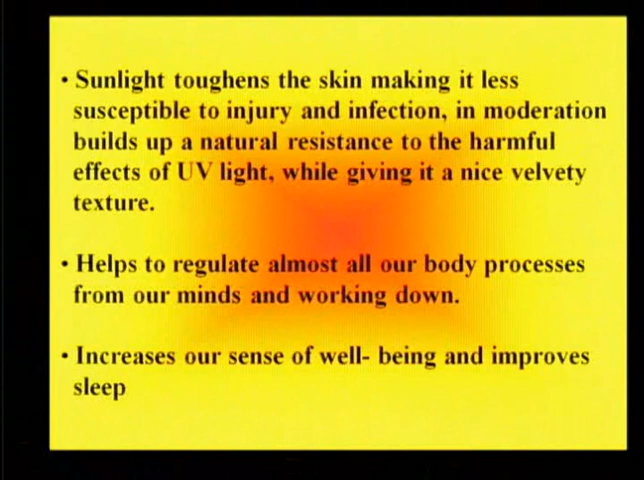 • Sunlight toughens the skin making it less
susceptible to injury and infection, in moderation
builds up a natural resistance to the harmful
effects of UV light, while giving it a nice velvety
texture.
• Helps to regulate almost all our body processes
from our minds and working down.
• Increases our sense of well- being and improves
sleep